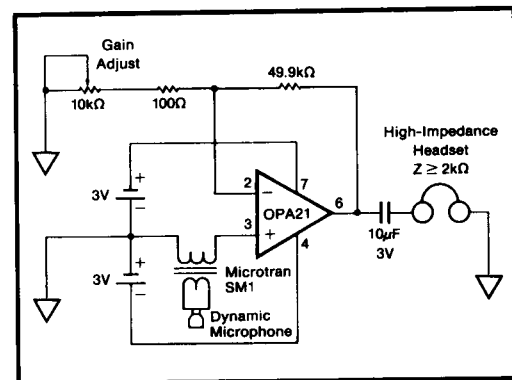 Gain
Adjust
10kΩ
100Ω
49.9kΩ
High-Impedance
Headset
Z ≥ 2kΩ
3V
+
−
2
−
7
OPA21
6
3
+
4
10μF
3V
3V
+
−
Microtran
SM1
Dynamic
Microphone